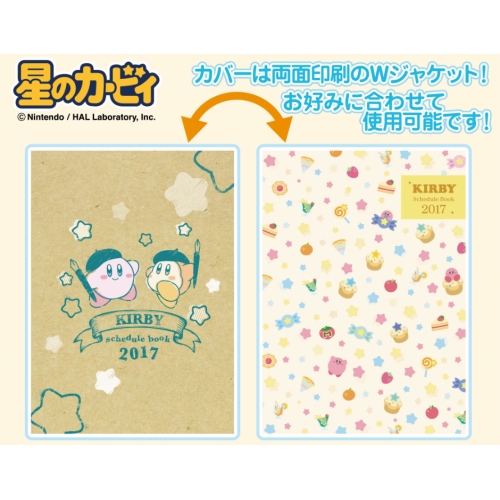 星のカービィ
© Nintendo / HAL Laboratory, Inc.
カバーは両面印刷のWジャケット！
お好みに合わせて
使用可能です！
KIRBY
schedule book
2017
KIRBY
Schedule Book
2017